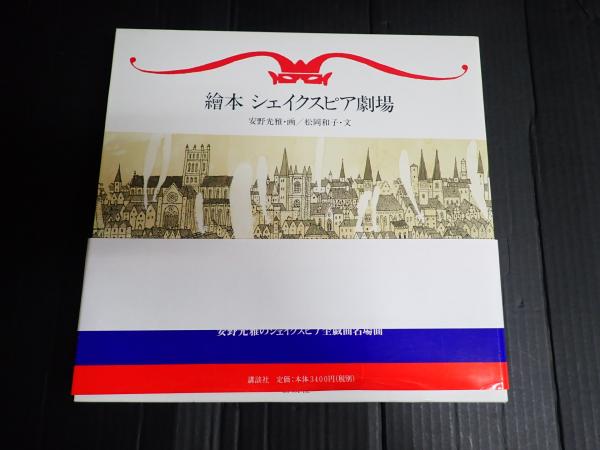 繪本 シェイクスピア劇場
安野光雅・画／松岡和子・文
安野光雅のシェイクスピア全戯曲名場面
講談社 定価：本体3400円（税別）